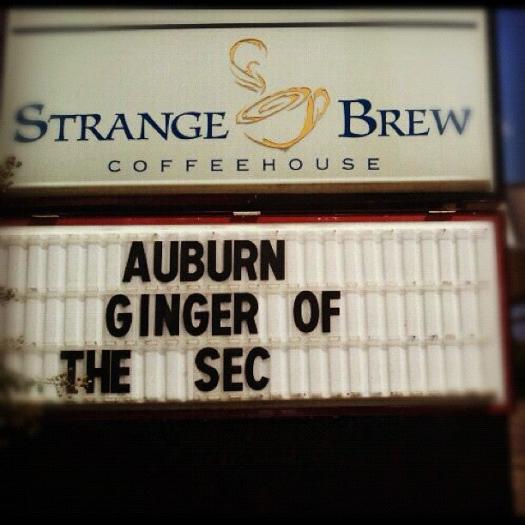 STRANGE BREW
COFFEEHOUSE
AUBURN
GINGER OF
THE SEC